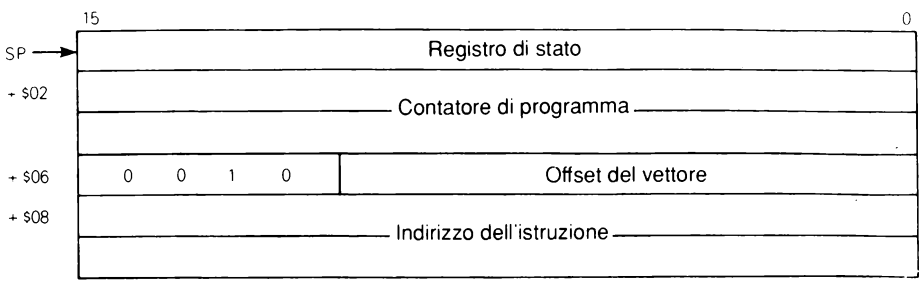 15 0
SP Registro di stato
+ $02
Contatore di programma
+ $06 0 0 1 0 Offset del vettore
+ $08
Indirizzo dell'istruzione